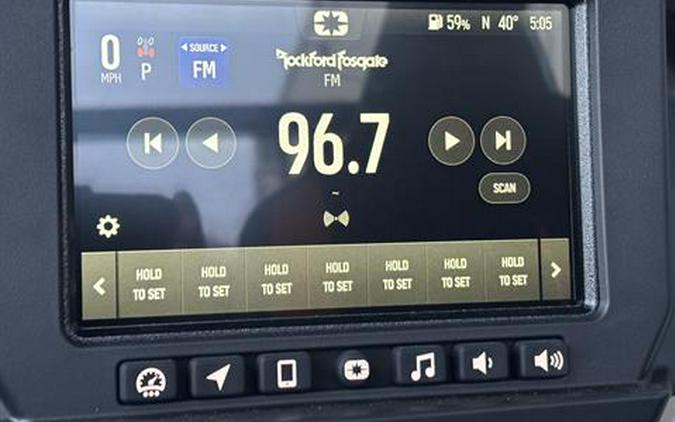 59% N 40° 5:05
0 MPH P
SOURCE
FM
Rockford Fosgate
FM
96.7
SCAN
HOLD TO SET HOLD TO SET HOLD TO SET HOLD TO SET HOLD TO SET HOLD TO SET HOLD TO SET